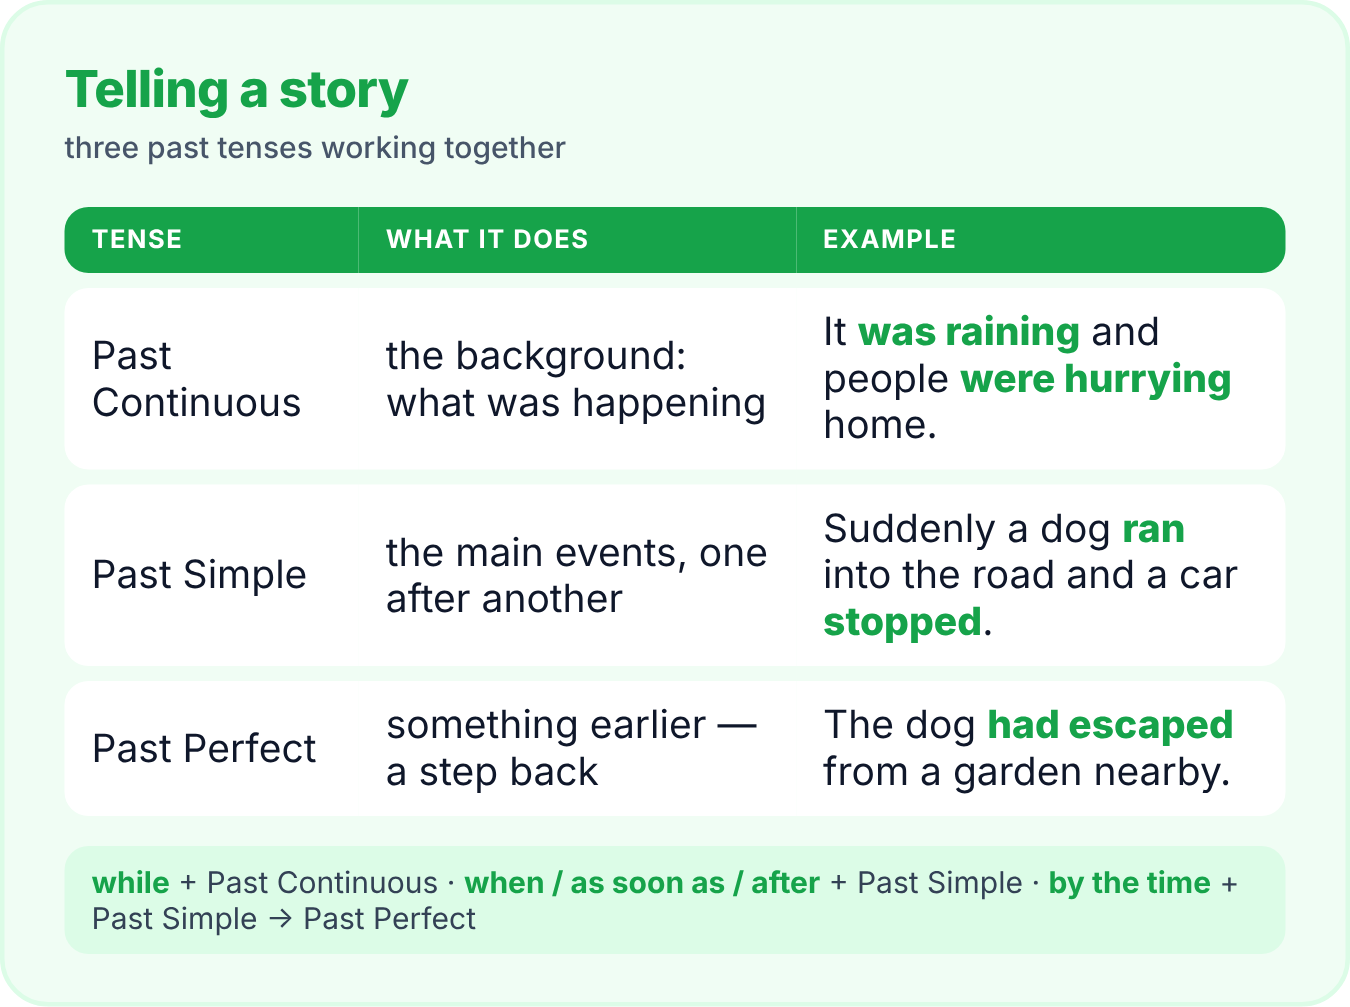 Telling a story
three past tenses working together
TENSE WHAT IT DOES EXAMPLE
Past
Continuous
the background:
what was happening
It was raining and
people were hurrying
home.
Past Simple
the main events, one
after another
Suddenly a dog ran
into the road and a car
stopped.
Past Perfect
something earlier —
a step back
The dog had escaped
from a garden nearby.
while + Past Continuous · when / as soon as / after + Past Simple · by the time +
Past Simple → Past Perfect